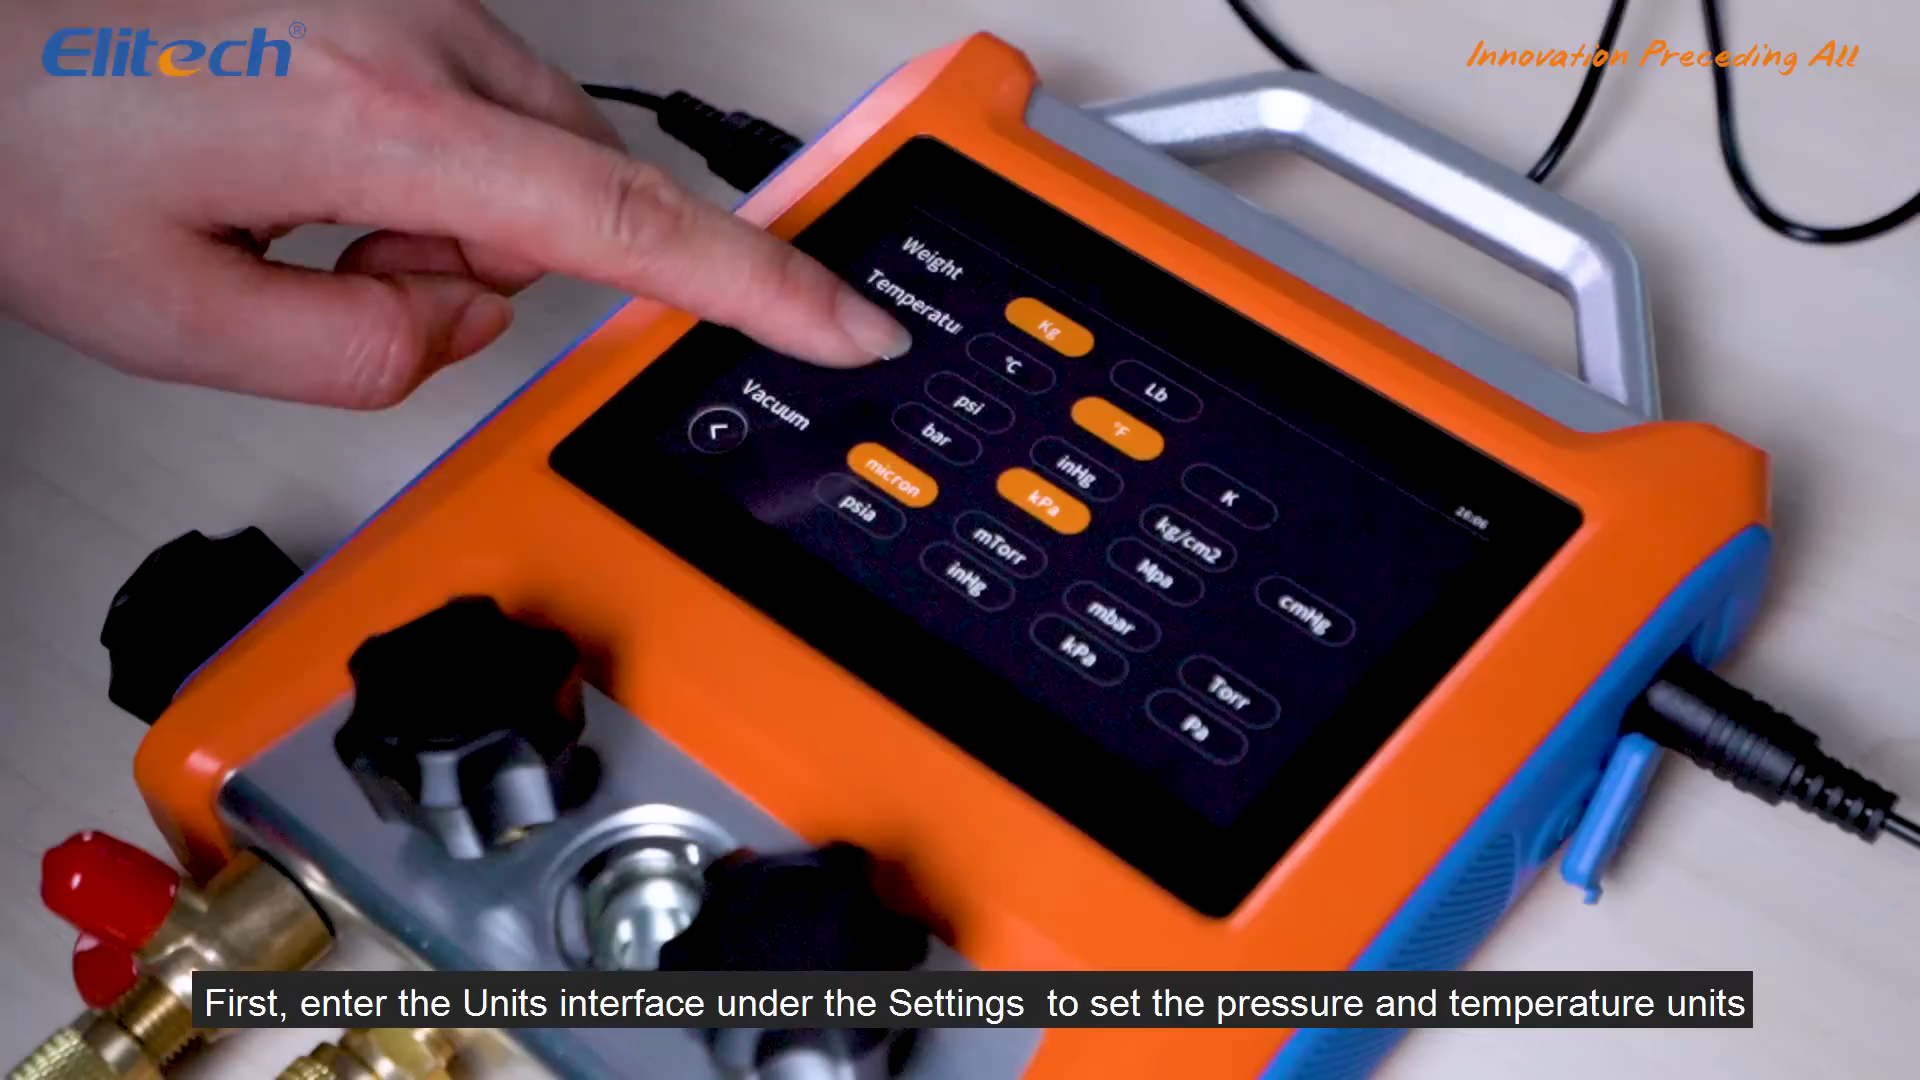 Elitech®
Innovation Preceding All
Weight Kg Lb
Temperatu °C °F K
psi inHg kg/cm2 cmHg
bar kPa Mpa
Vacuum micron mTorr mbar Torr
psia inHg kPa Pa
16:06
First, enter the Units interface under the Settings to set the pressure and temperature units